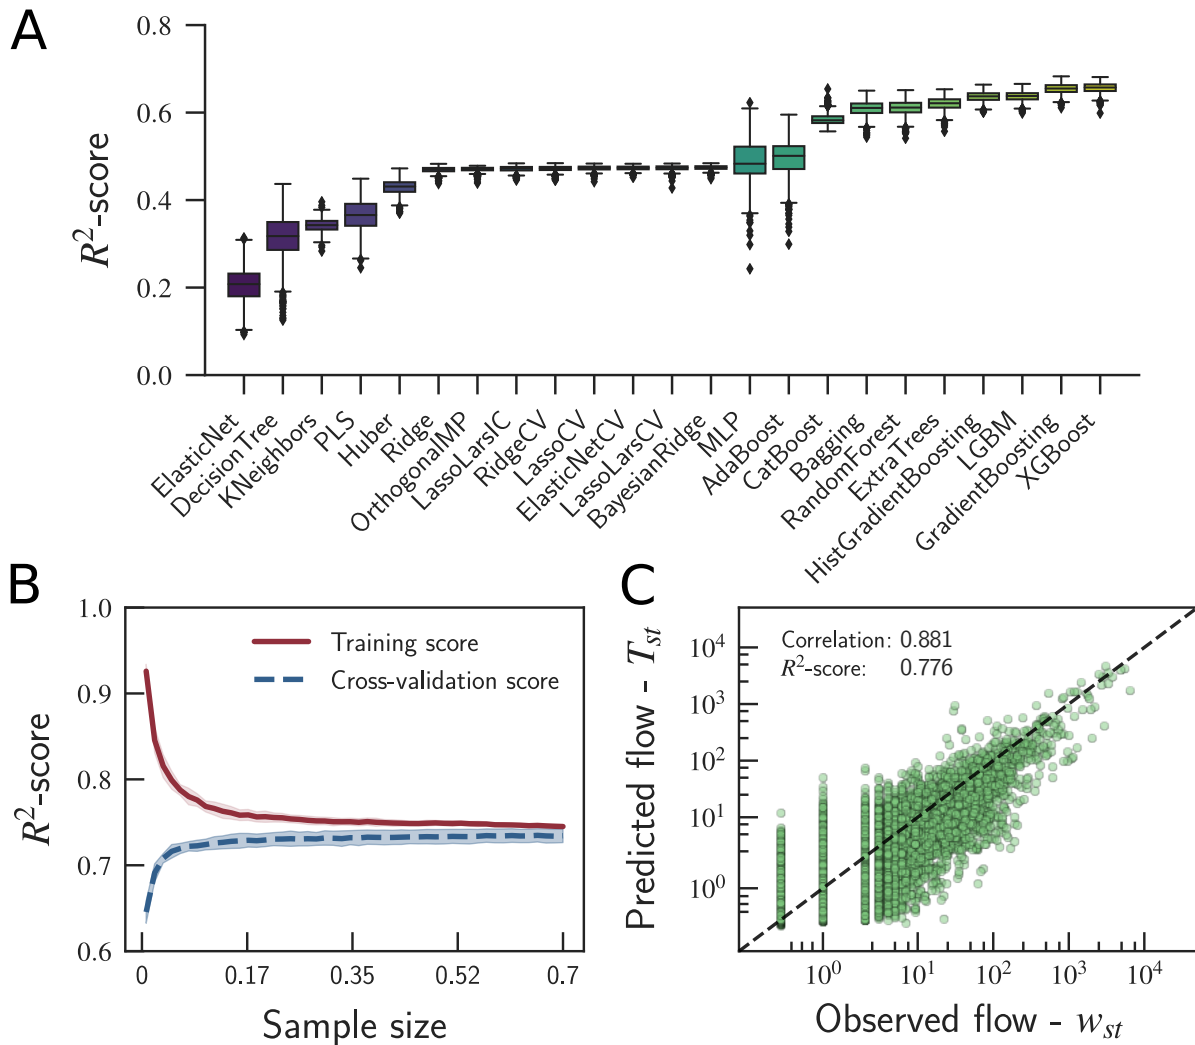 A
0.8
0.6
0.4
0.2
0.0
R²-score
ElasticNet
DecisionTree
KNeighbors
PLS
Huber
Ridge
OrthogonalMP
LassoLarsIC
RidgeCV
LassoCV
ElasticNetCV
LassoLarsCV
BayesianRidge
MLP
AdaBoost
CatBoost
Bagging
RandomForest
ExtraTrees
HistGradientBoosting
LGBM
GradientBoosting
XGBoost
B
1.0
0.9
0.8
0.7
0.6
R²-score
Training score
Cross-validation score
0 0.17 0.35 0.52 0.7
Sample size
C
Correlation: 0.881
R²-score: 0.776
10⁴
10³
10²
10¹
10⁰
Predicted flow - T_st
10⁰ 10¹ 10² 10³ 10⁴
Observed flow - w_st